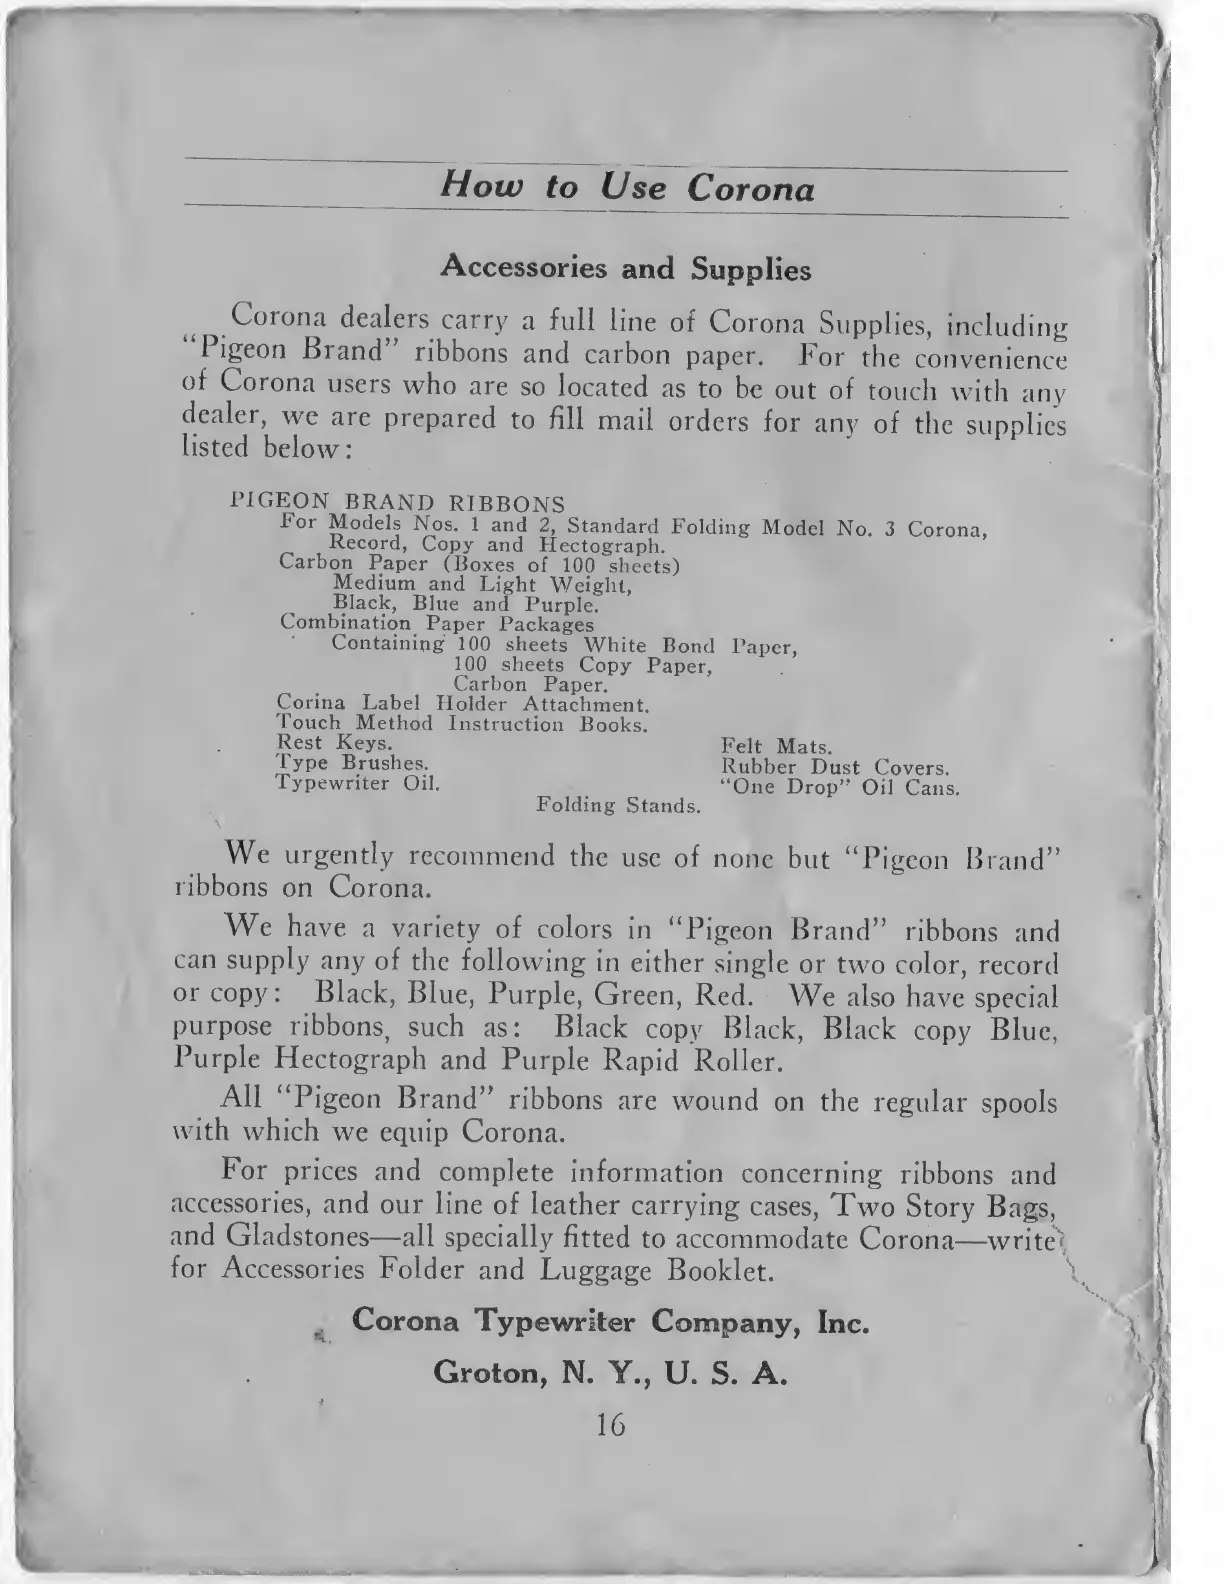 How to Use Corona
Accessories and Supplies
Corona dealers carry a full line of Corona Supplies, including
“Pigeon Brand” ribbons and carbon paper. For the convenience
of Corona users who are so located as to be out of touch with any
dealer, we are prepared to fill mail orders for any of the supplies
listed below:
PIGEON BRAND RIBBONS
For Models Nos. 1 and 2, Standard Folding Model No. 3 Corona,
Record, Copy and Hectograph.
Carbon Paper (Boxes of 100 sheets)
Medium and Light Weight,
Black, Blue and Purple.
Combination Paper Packages
Containing 100 sheets White Bond Paper,
100 sheets Copy Paper,
Carbon Paper.
Corina Label Holder Attachment.
Touch Method Instruction Books.
Rest Keys. Felt Mats.
Type Brushes. Rubber Dust Covers.
Typewriter Oil. “One Drop” Oil Cans.
Folding Stands.
We urgently recommend the use of none but “Pigeon Brand”
ribbons on Corona.
We have a variety of colors in “Pigeon Brand” ribbons and
can supply any of the following in either single or two color, record
or copy: Black, Blue, Purple, Green, Red. We also have special
purpose ribbons, such as: Black copy Black, Black copy Blue,
Purple Hectograph and Purple Rapid Roller.
All “Pigeon Brand” ribbons are wound on the regular spools
with which we equip Corona.
For prices and complete information concerning ribbons and
accessories, and our line of leather carrying cases, Two Story Bags,
and Gladstones—all specially fitted to accommodate Corona—write
for Accessories Folder and Luggage Booklet.
Corona Typewriter Company, Inc.
Groton, N. Y., U. S. A.
16